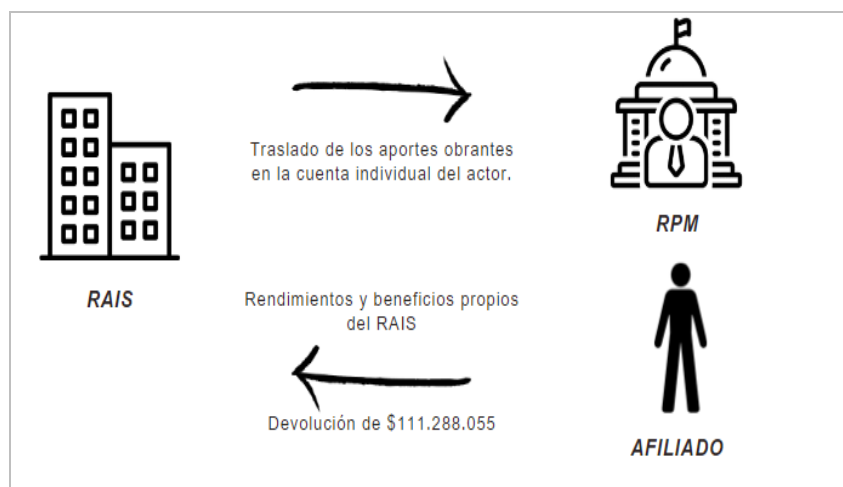 Traslado de los aportes obrantes
en la cuenta individual del actor.
RPM
RAIS
Rendimientos y beneficios propios
del RAIS
Devolución de $111.288.055
AFILIADO